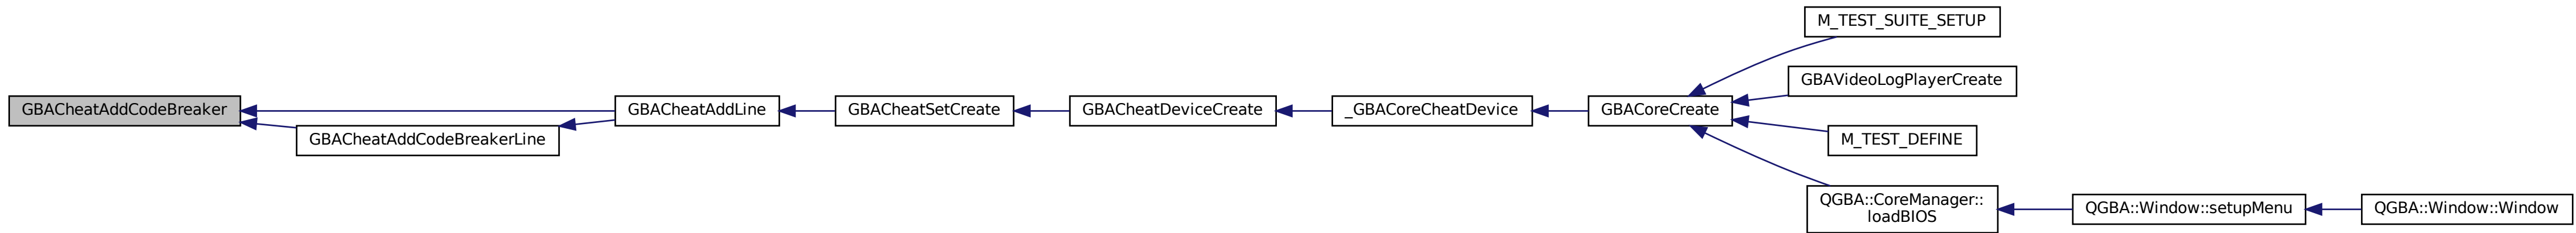 M_TEST_SUITE_SETUP
GBAVideoLogPlayerCreate
GBACheatAddCodeBreaker
GBACheatAddLine
GBACheatSetCreate
GBACheatDeviceCreate
_GBACoreCheatDevice
GBACoreCreate
GBACheatAddCodeBreakerLine
M_TEST_DEFINE
QGBA::CoreManager::
loadBIOS
QGBA::Window::setupMenu
QGBA::Window::Window